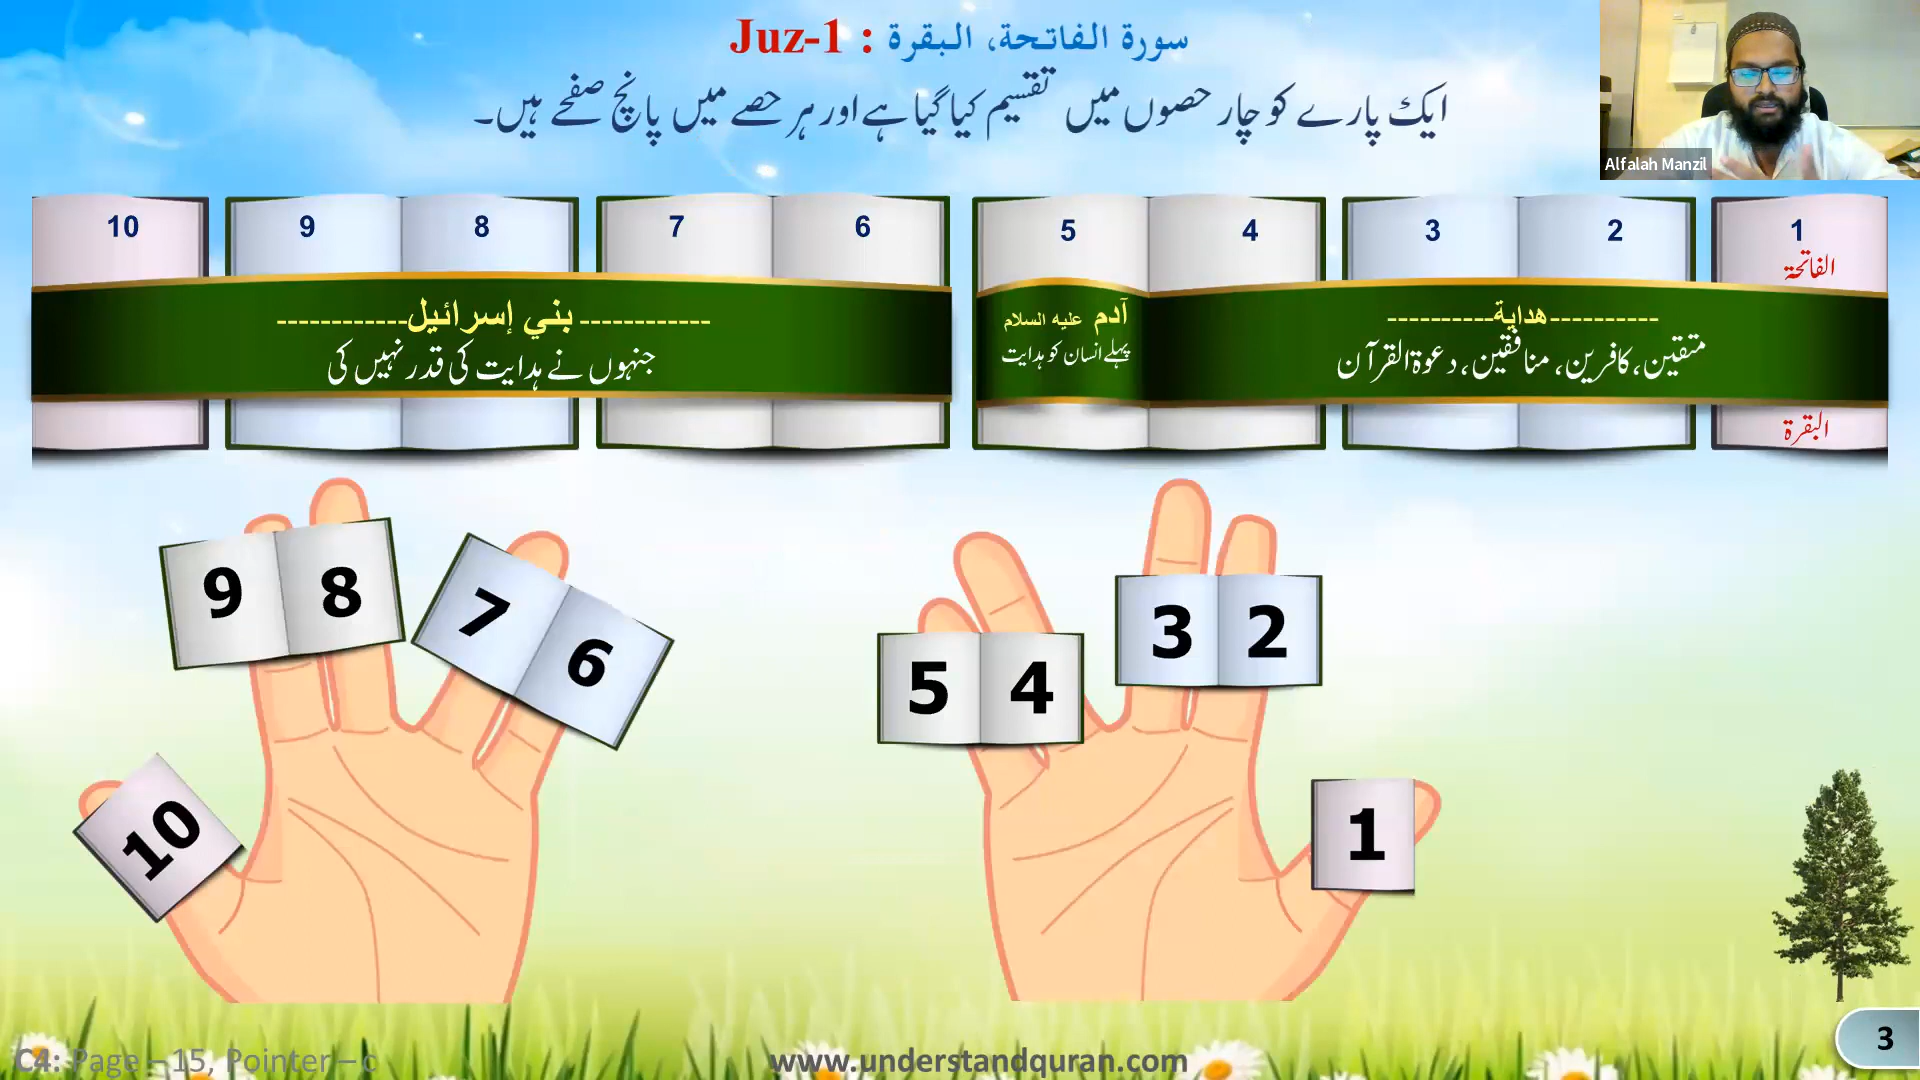 Juz-1 : سورة الفاتحة، البقرة
ایک پارے کو چار حصوں میں تقسیم کیا گیا ہے اور ہر حصے میں پانچ صفحے ہیں۔
Alfalah Manzil
1
2
3
4
5
6
7
8
9
10
الفاتحة
----------هداية----------
متقین، کافرین، منافقین، دعوۃ القرآن
آدم عليه السلام
پہلے انسان کو ہدایت
------------بني إسرائيل------------
جنہوں نے ہدایت کی قدر نہیں کی
البقرة
9 8
7 6
10
5 4
3 2
1
C4: Page – 15, Pointer – c
www.understandquran.com
3